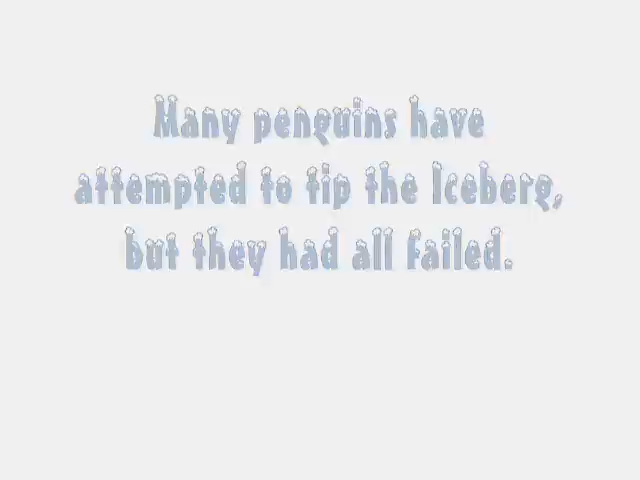 Many penguins have
attempted to tip the Iceberg,
but they had all failed.